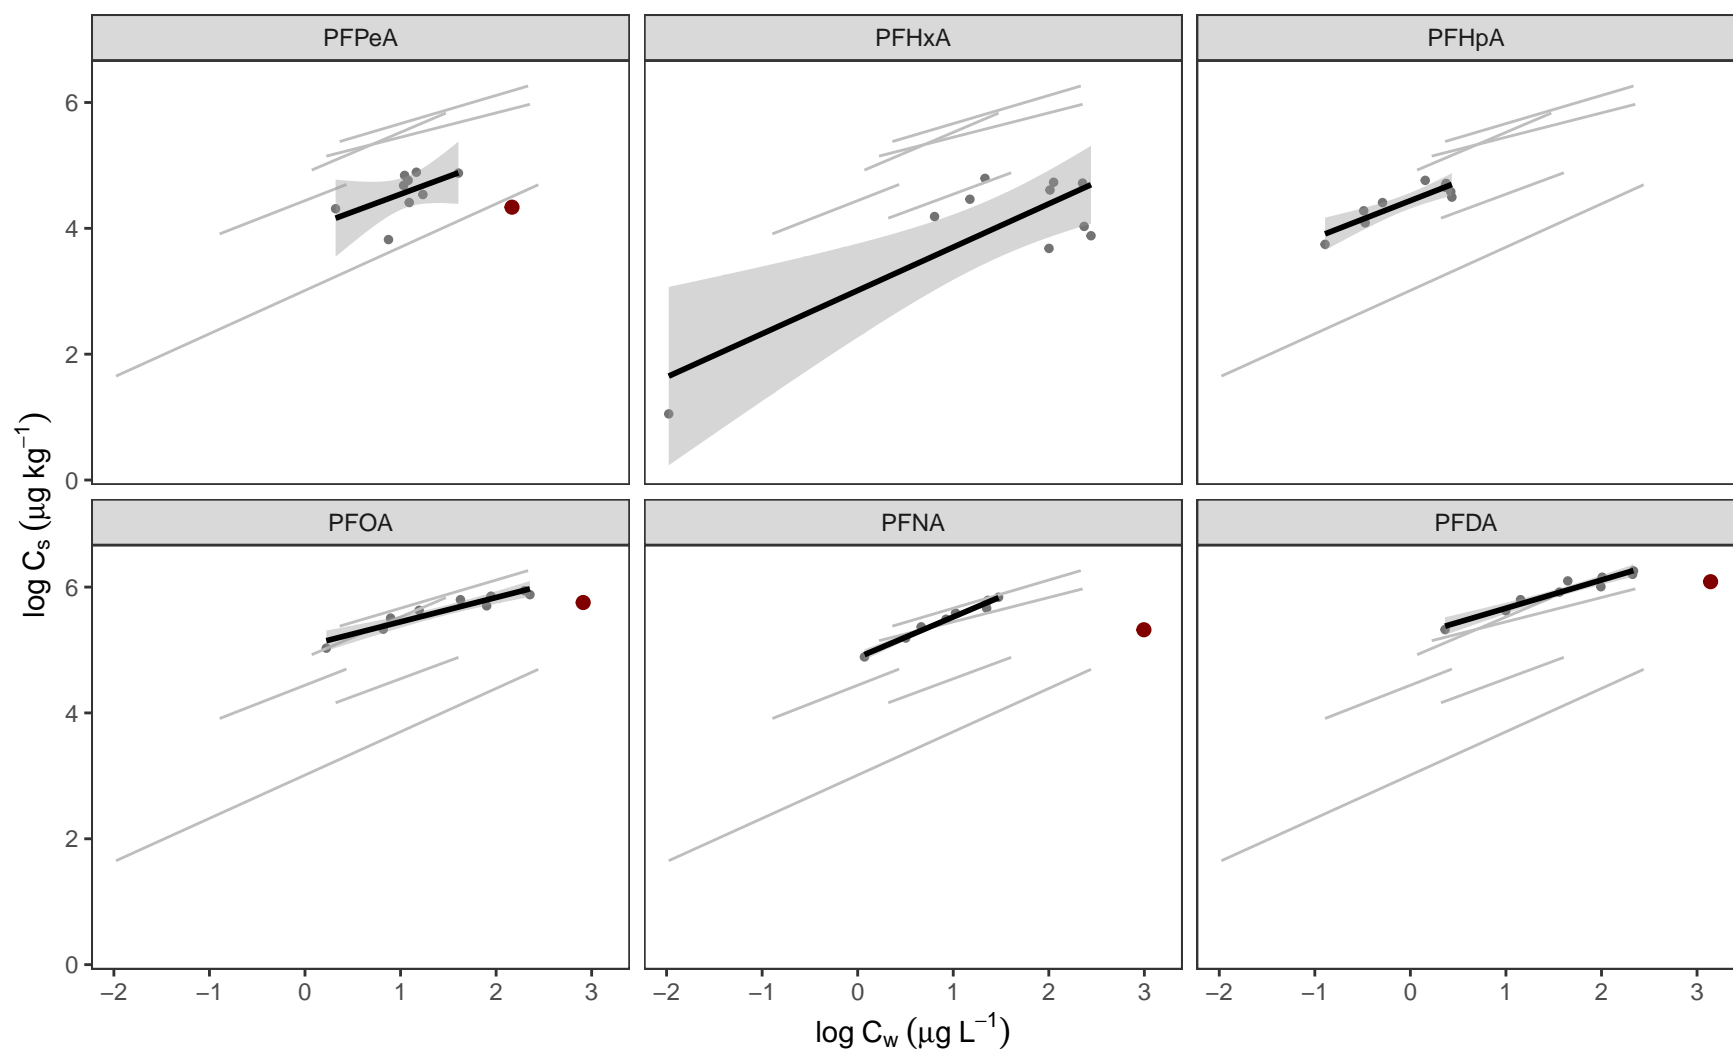 PFPeA PFHxA PFHpA
6
4
2
0
PFOA PFNA PFDA
6
4
2
0
−2 −1 0 1 2 3 −2 −1 0 1 2 3 −2 −1 0 1 2 3
log Cw (μg L−1)
log Cs (μg kg−1)